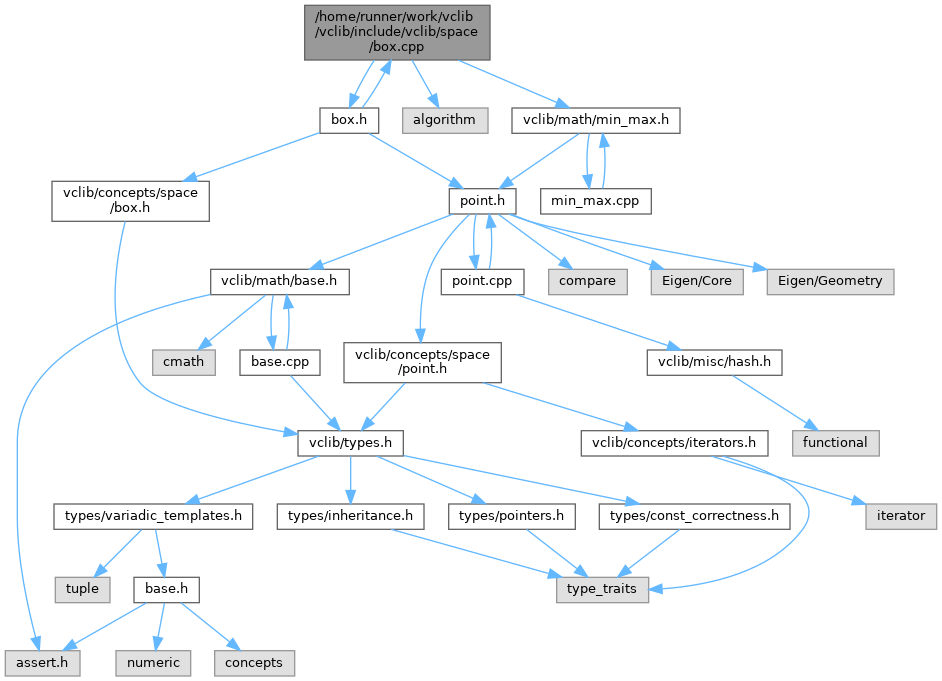 /home/runner/work/vclib
/vclib/include/vclib/space
/box.cpp
box.h
algorithm
vclib/math/min_max.h
vclib/concepts/space
/box.h
point.h
min_max.cpp
vclib/math/base.h
point.cpp
compare
Eigen/Core
Eigen/Geometry
cmath
base.cpp
vclib/concepts/space
/point.h
vclib/misc/hash.h
vclib/types.h
vclib/concepts/iterators.h
functional
types/variadic_templates.h
types/inheritance.h
types/pointers.h
types/const_correctness.h
iterator
tuple
base.h
type_traits
assert.h
numeric
concepts